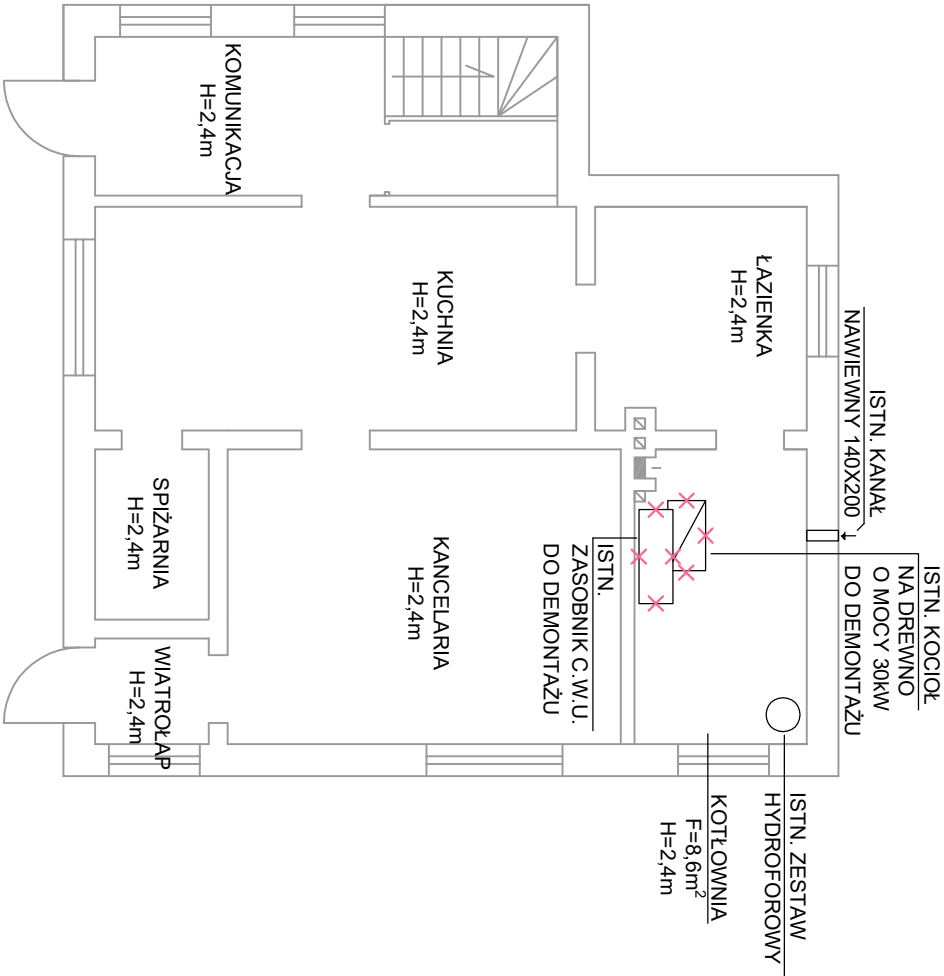 KOMUNIKACJA
H=2,4m
KUCHNIA
H=2,4m
ŁAZIENKA
H=2,4m
ISTN. KANAŁ
NAWIEWNY 140X200
SPIŻARNIA
H=2,4m
KANCELARIA
H=2,4m
WIATROŁAP
H=2,4m
ISTN.
ZASOBNIK C.W.U.
DO DEMONTAŻU
ISTN. KOCIOŁ
NA DREWNO
O MOCY 30kW
DO DEMONTAŻU
ISTN. ZESTAW
HYDROFOROWY
KOTŁOWNIA
F=8,6m²
H=2,4m